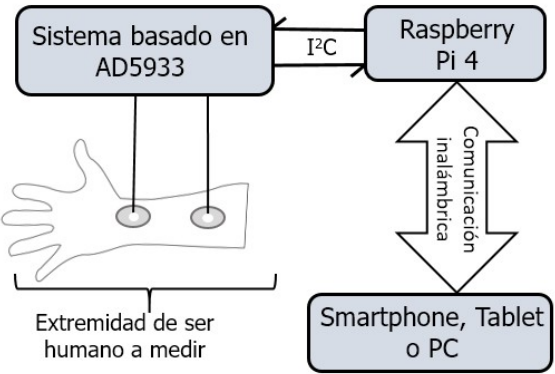 Sistema basado en
AD5933
I²C
Raspberry
Pi 4
Comunicación
inalámbrica
Extremidad de ser
humano a medir
Smartphone, Tablet
o PC